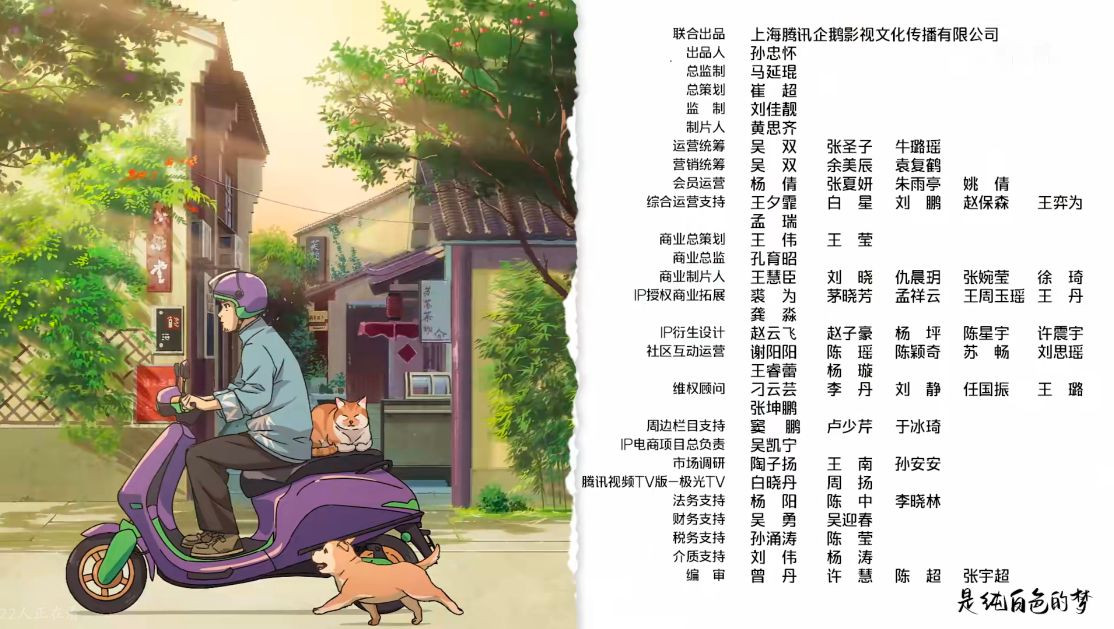 联合出品 上海腾讯企鹅影视文化传播有限公司
出品人 孙忠怀
总监制 马延琨
总策划 崔 超
监 制 刘佳靓
制片人 黄思齐
运营统筹 吴 双 张圣子 牛璐瑶
营销统筹 吴 双 余美辰 袁复鹤
会员运营 杨 倩 张夏妍 朱雨亭 姚 倩
综合运营支持 王夕霏 白 星 刘 鹏 赵保森 王弈为
孟 瑞
商业总策划 王 伟 王 莹
商业总监 孔育昭
商业制片人 王慧臣 刘 晓 仇晨玥 张婉莹 徐 琦
IP授权商业拓展 裘 为 茅晓芳 孟祥云 王周玉瑶 王 丹
龚 淼
IP衍生设计 赵云飞 赵子豪 杨 坪 陈星宇 许震宇
社区互动运营 谢阳阳 陈 瑶 陈颖奇 苏 畅 刘思瑶
王睿蕾 杨 璇
维权顾问 刁云芸 李 丹 刘 静 任国振 王 璐
张坤鹏
周边栏目支持 窦 鹏 卢少芹 于冰琦
IP电商项目总负责 吴凯宁
市场调研 陶子扬 王 南 孙安安
腾讯视频TV版-极光TV 白晓丹 周 扬
法务支持 杨 阳 陈 中 李晓林
财务支持 吴 勇 吴迎春
税务支持 孙涌涛 陈 莹
介质支持 刘 伟 杨 涛
编 审 曾 丹 许 慧 陈 超 张宇超
是纯白色的梦
22人正在看